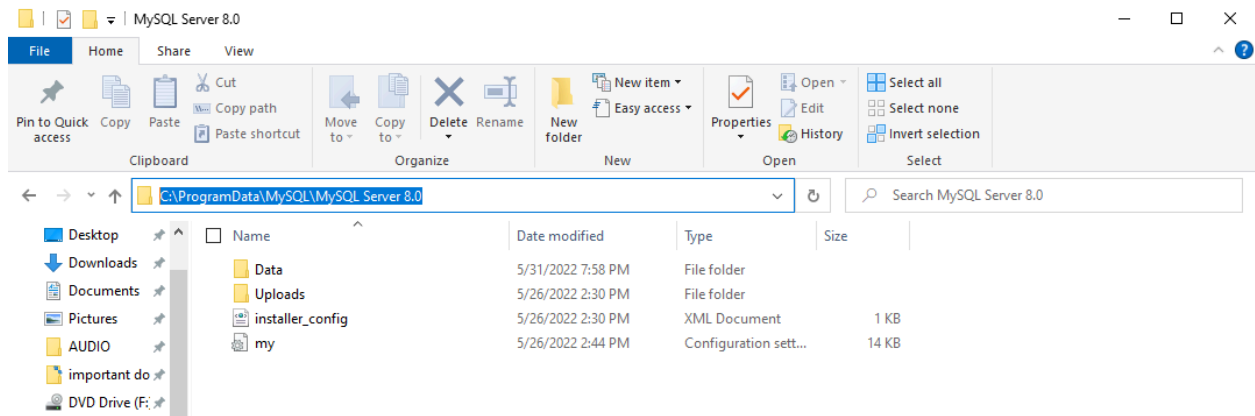 MySQL Server 8.0
File Home Share View
Pin to Quick access
Copy
Paste
Cut
Copy path
Paste shortcut
Clipboard
Move to
Copy to
Delete
Rename
Organize
New folder
New item
Easy access
New
Properties
Open
Edit
History
Open
Select all
Select none
Invert selection
Select
C:\ProgramData\MySQL\MySQL Server 8.0
Search MySQL Server 8.0
Desktop
Downloads
Documents
Pictures
AUDIO
important do
DVD Drive (F:
Name Date modified Type Size
Data 5/31/2022 7:58 PM File folder
Uploads 5/26/2022 2:30 PM File folder
installer_config 5/26/2022 2:30 PM XML Document 1 KB
my 5/26/2022 2:44 PM Configuration sett... 14 KB